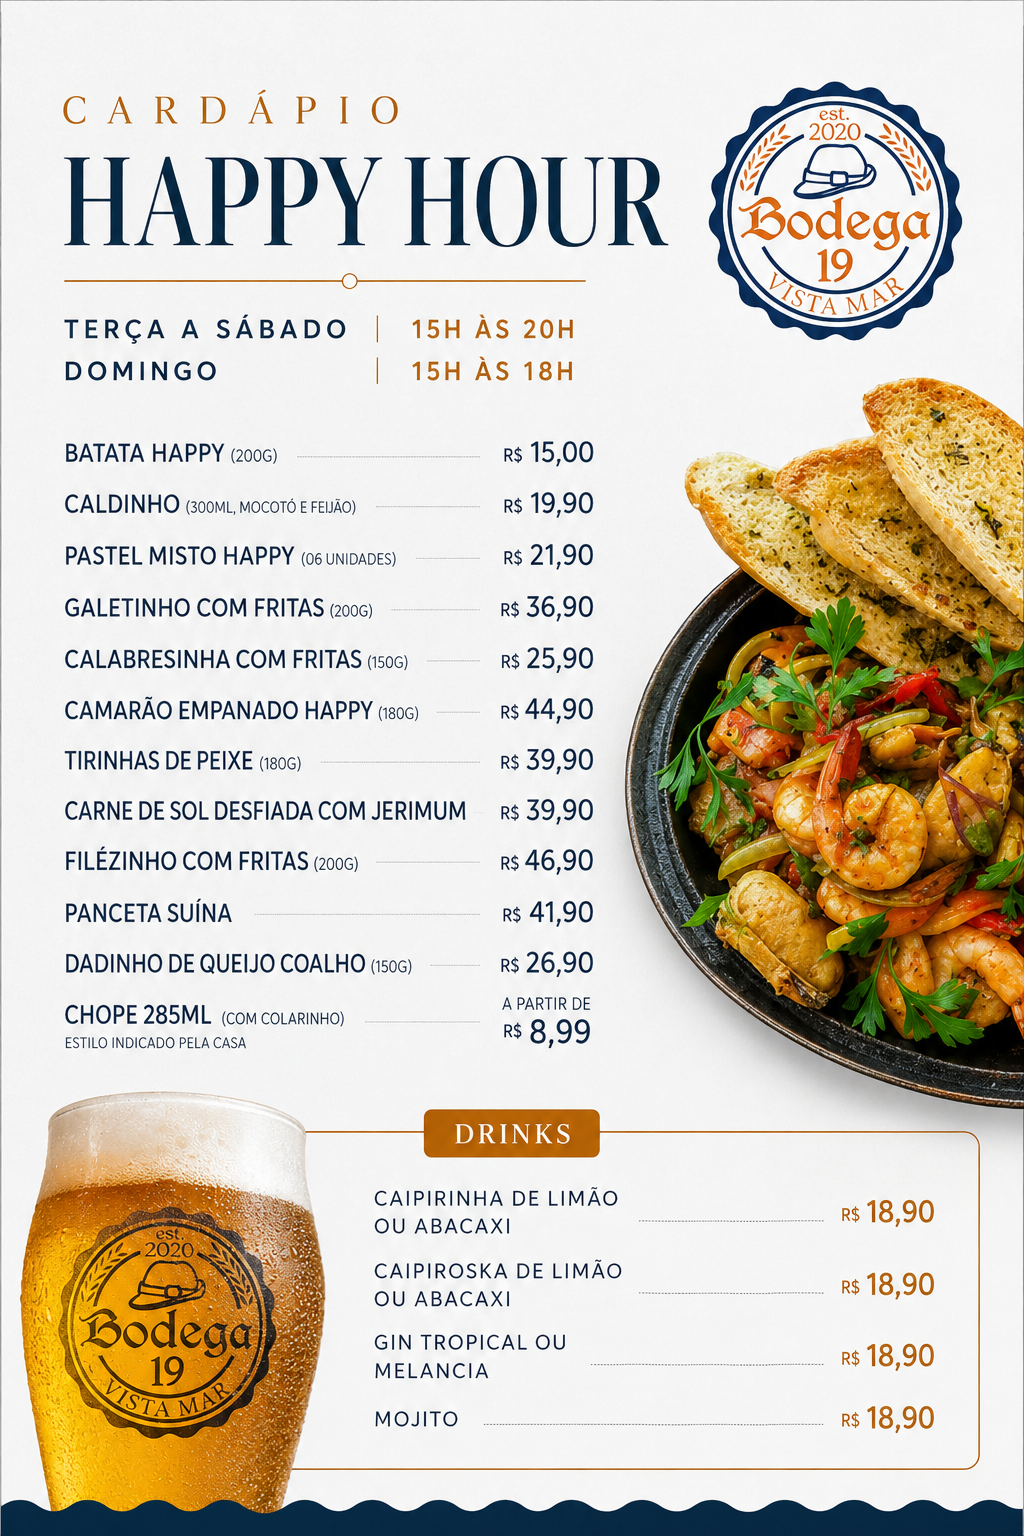 CARDÁPIO
HAPPY HOUR
est.
2020
Bodega
19
VISTA MAR
TERÇA A SÁBADO | 15H ÀS 20H
DOMINGO | 15H ÀS 18H
BATATA HAPPY (200G) R$ 15,00
CALDINHO (300ML, MOCOTÓ E FEIJÃO) R$ 19,90
PASTEL MISTO HAPPY (06 UNIDADES) R$ 21,90
GALETINHO COM FRITAS (200G) R$ 36,90
CALABRESINHA COM FRITAS (150G) R$ 25,90
CAMARÃO EMPANADO HAPPY (180G) R$ 44,90
TIRINHAS DE PEIXE (180G) R$ 39,90
CARNE DE SOL DESFIADA COM JERIMUM R$ 39,90
FILÉZINHO COM FRITAS (200G) R$ 46,90
PANCETA SUÍNA R$ 41,90
DADINHO DE QUEIJO COALHO (150G) R$ 26,90
CHOPE 285ML (COM COLARINHO) A PARTIR DE R$ 8,99
ESTILO INDICADO PELA CASA
DRINKS
CAIPIRINHA DE LIMÃO
OU ABACAXI R$ 18,90
CAIPIROSKA DE LIMÃO
OU ABACAXI R$ 18,90
GIN TROPICAL OU
MELANCIA R$ 18,90
MOJITO R$ 18,90
est.
2020
Bodega
19
VISTA MAR